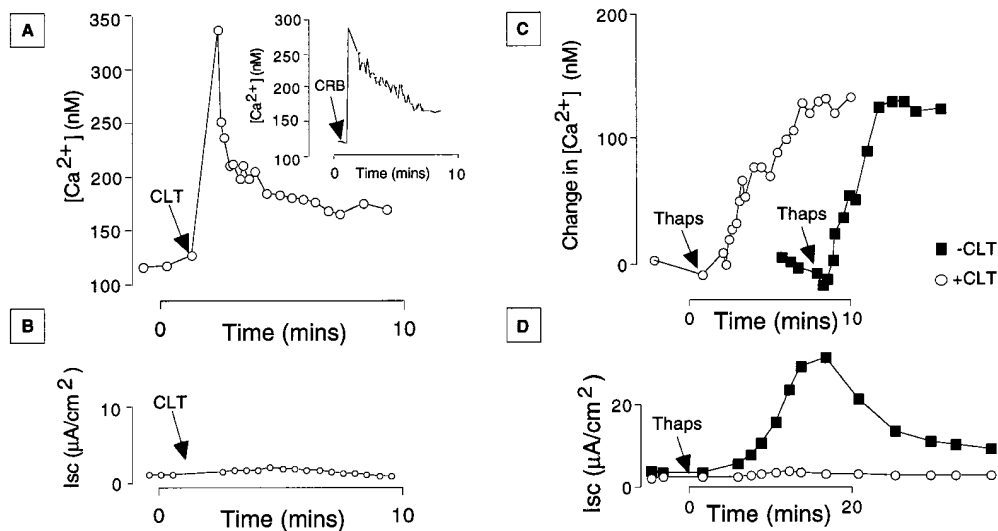 A
[Ca2+] (nM)
350
300
250
200
150
100
CLT
0
10
Time (mins)
[Ca2+] (nM)
300
250
200
150
100
CRB
0
10
Time (mins)
B
Isc (µA/cm2)
10
0
CLT
0
10
Time (mins)
C
Change in [Ca2+] (nM)
200
100
0
Thaps
Thaps
-CLT
+CLT
0
10
Time (mins)
D
Isc (µA/cm2)
20
0
Thaps
0
20
Time (mins)